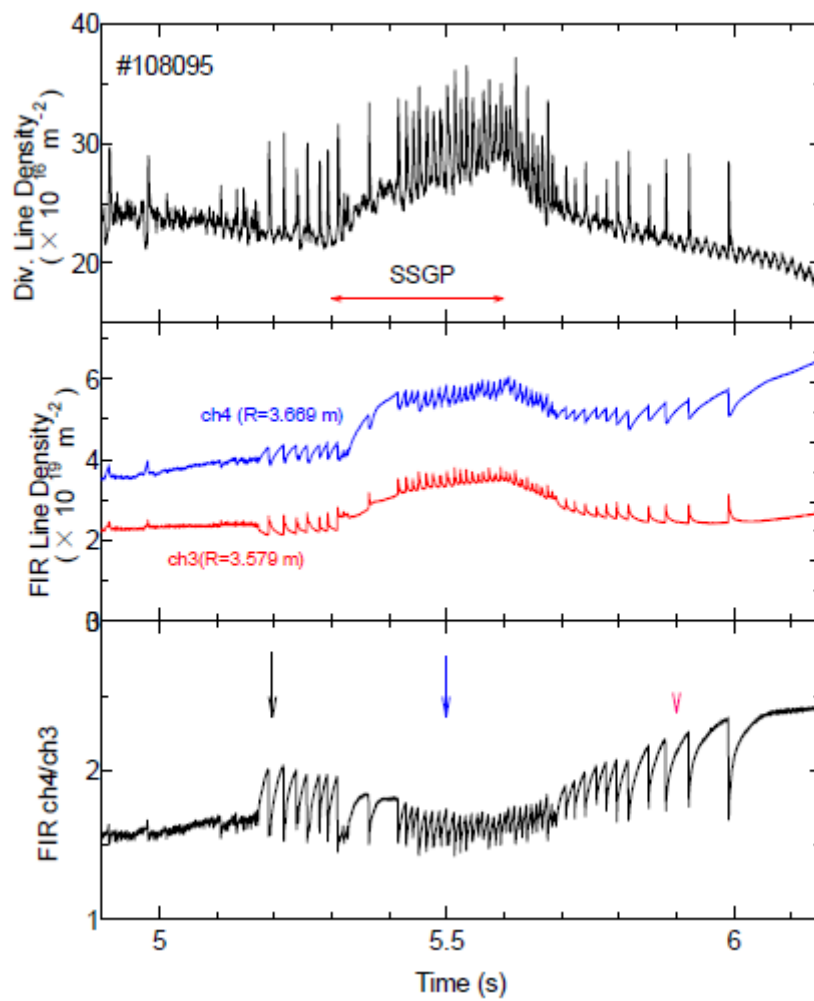 #108095
40
30
20
Div. Line Density
(× 10^16 m^-2)
SSGP
6
4
2
FIR Line Density
(× 10^19 m^-2)
ch4 (R=3.669 m)
ch3(R=3.579 m)
0
3
2
1
FIR ch4/ch3
5
5.5
6
Time (s)